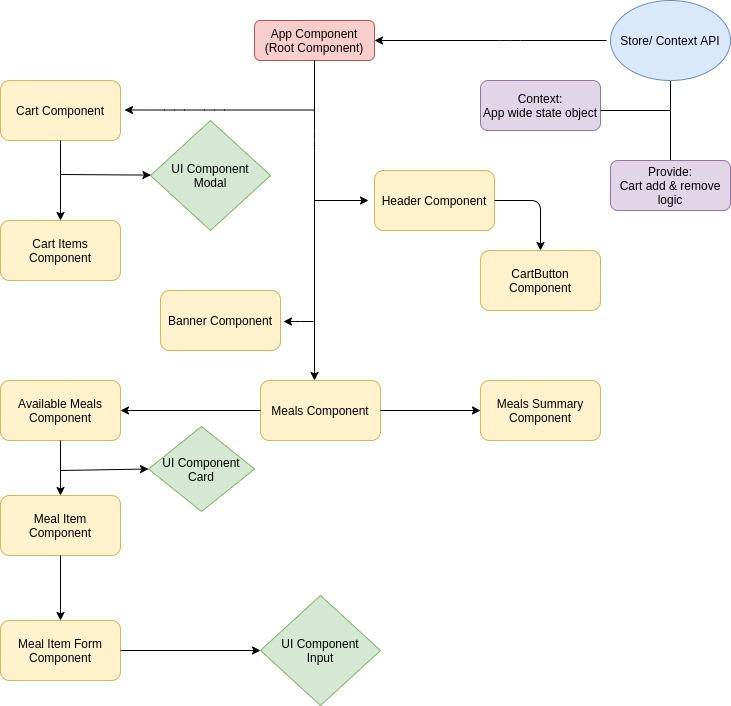 App Component
(Root Component)
Store/ Context API
Cart Component
Context:
App wide state object
UI Component
Modal
Provide:
Cart add & remove
logic
Header Component
Cart Items
Component
CartButton
Component
Banner Component
Available Meals
Component
Meals Component
Meals Summary
Component
UI Component
Card
Meal Item
Component
Meal Item Form
Component
UI Component
Input